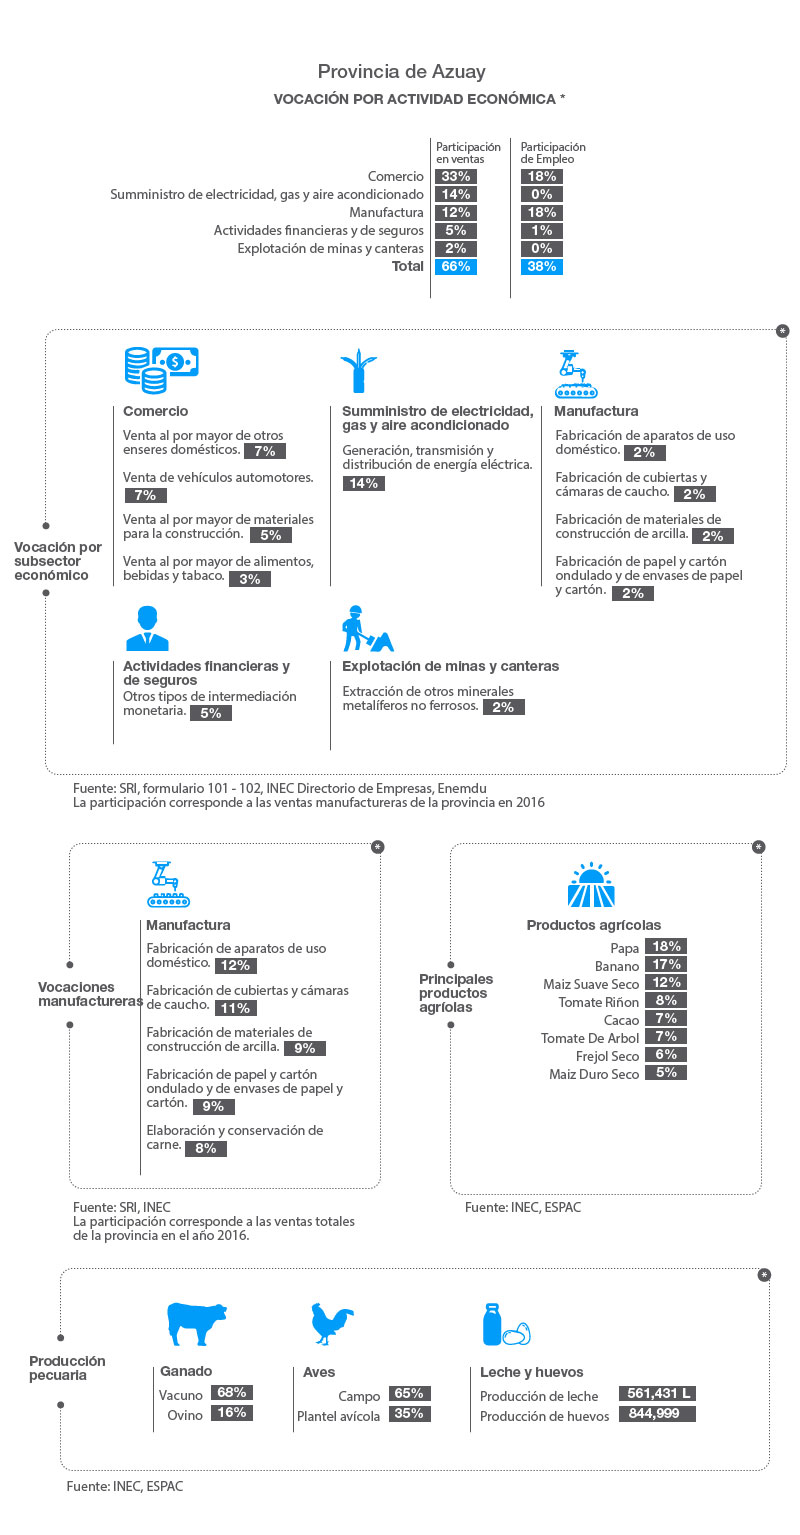 Provincia de Azuay
VOCACIÓN POR ACTIVIDAD ECONÓMICA *
Participación
en ventas
Participación
de Empleo
Comercio 33% 18%
Sumministro de electricidad, gas y aire acondicionado 14% 0%
Manufactura 12% 18%
Actividades financieras y de seguros 5% 1%
Explotación de minas y canteras 2% 0%
Total 66% 38%
*
Vocación por
subsector
económico
$
Comercio
Venta al por mayor de otros
enseres domésticos. 7%
Venta de vehículos automotores.
7%
Venta al por mayor de materiales
para la construcción. 5%
Venta al por mayor de alimentos,
bebidas y tabaco. 3%
Sumministro de electricidad,
gas y aire acondicionado
Generación, transmisión y
distribución de energía eléctrica.
14%
Manufactura
Fabricación de aparatos de uso
doméstico. 2%
Fabricación de cubiertas y
cámaras de caucho. 2%
Fabricación de materiales de
construcción de arcilla. 2%
Fabricación de papel y cartón
ondulado y de envases de papel
y cartón. 2%
Actividades financieras y
de seguros
Otros tipos de intermediación
monetaria. 5%
Explotación de minas y canteras
Extracción de otros minerales
metalíferos no ferrosos. 2%
Fuente: SRI, formulario 101 - 102, INEC Directorio de Empresas, Enemdu
La participación corresponde a las ventas manufactureras de la provincia en 2016
*
Vocaciones
manufactureras
Manufactura
Fabricación de aparatos de uso
doméstico. 12%
Fabricación de cubiertas y cámaras
de caucho. 11%
Fabricación de materiales de
construcción de arcilla. 9%
Fabricación de papel y cartón
ondulado y de envases de papel y
cartón. 9%
Elaboración y conservación de
carne. 8%
Fuente: SRI, INEC
La participación corresponde a las ventas totales
de la provincia en el año 2016.
*
Principales
productos
agríolas
Productos agrícolas
Papa 18%
Banano 17%
Maiz Suave Seco 12%
Tomate Riñon 8%
Cacao 7%
Tomate De Arbol 7%
Frejol Seco 6%
Maiz Duro Seco 5%
Fuente: INEC, ESPAC
*
Producción
pecuaria
Ganado
Vacuno 68%
Ovino 16%
Aves
Campo 65%
Plantel avícola 35%
Leche y huevos
Producción de leche 561,431 L
Producción de huevos 844,999
Fuente: INEC, ESPAC